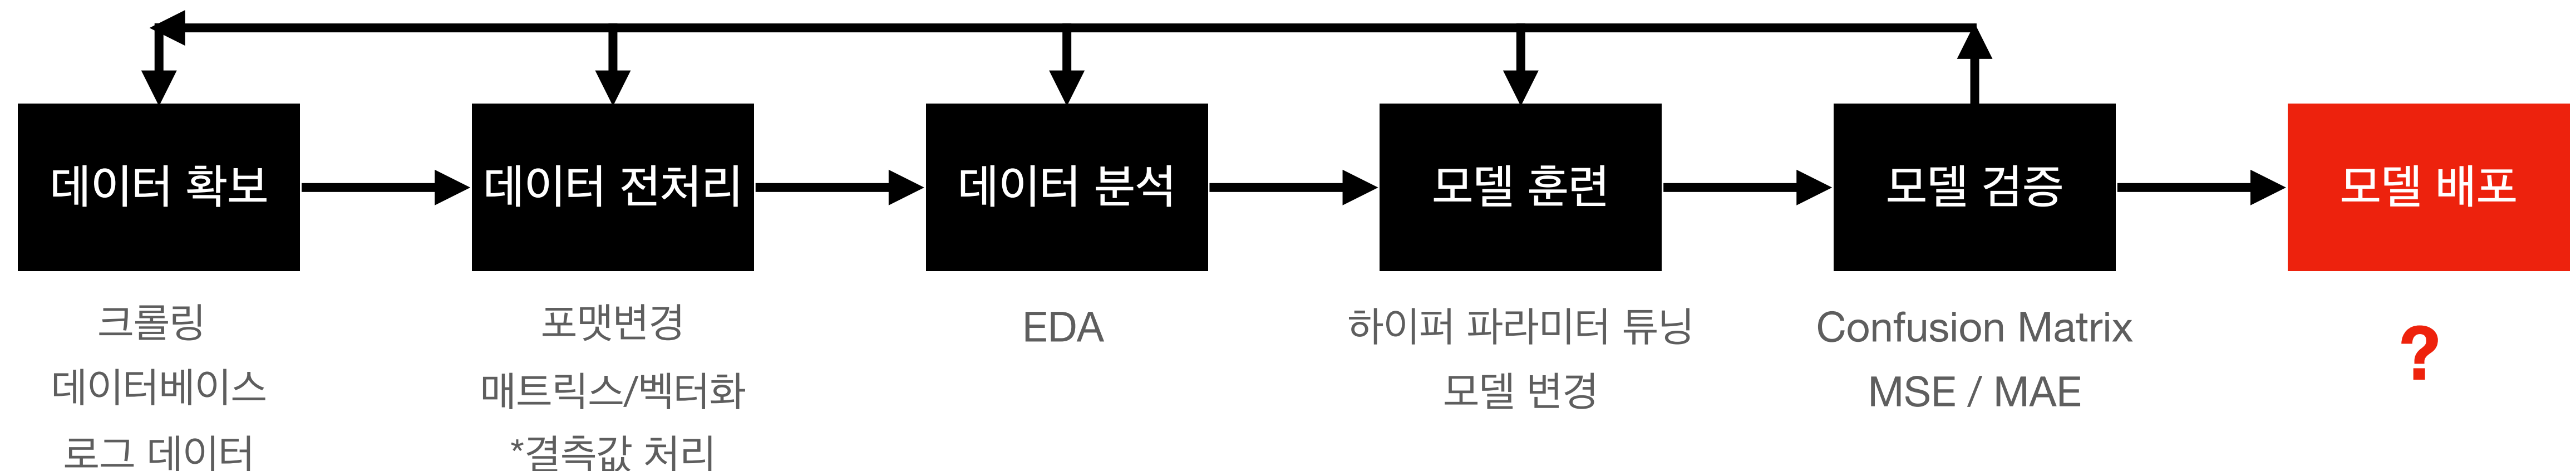 데이터 확보
데이터 전처리
데이터 분석
모델 훈련
모델 검증
모델 배포
크롤링
데이터베이스
로그 데이터
포맷변경
매트릭스/벡터화
*결측값 처리
EDA
하이퍼 파라미터 튜닝
모델 변경
Confusion Matrix
MSE / MAE
?